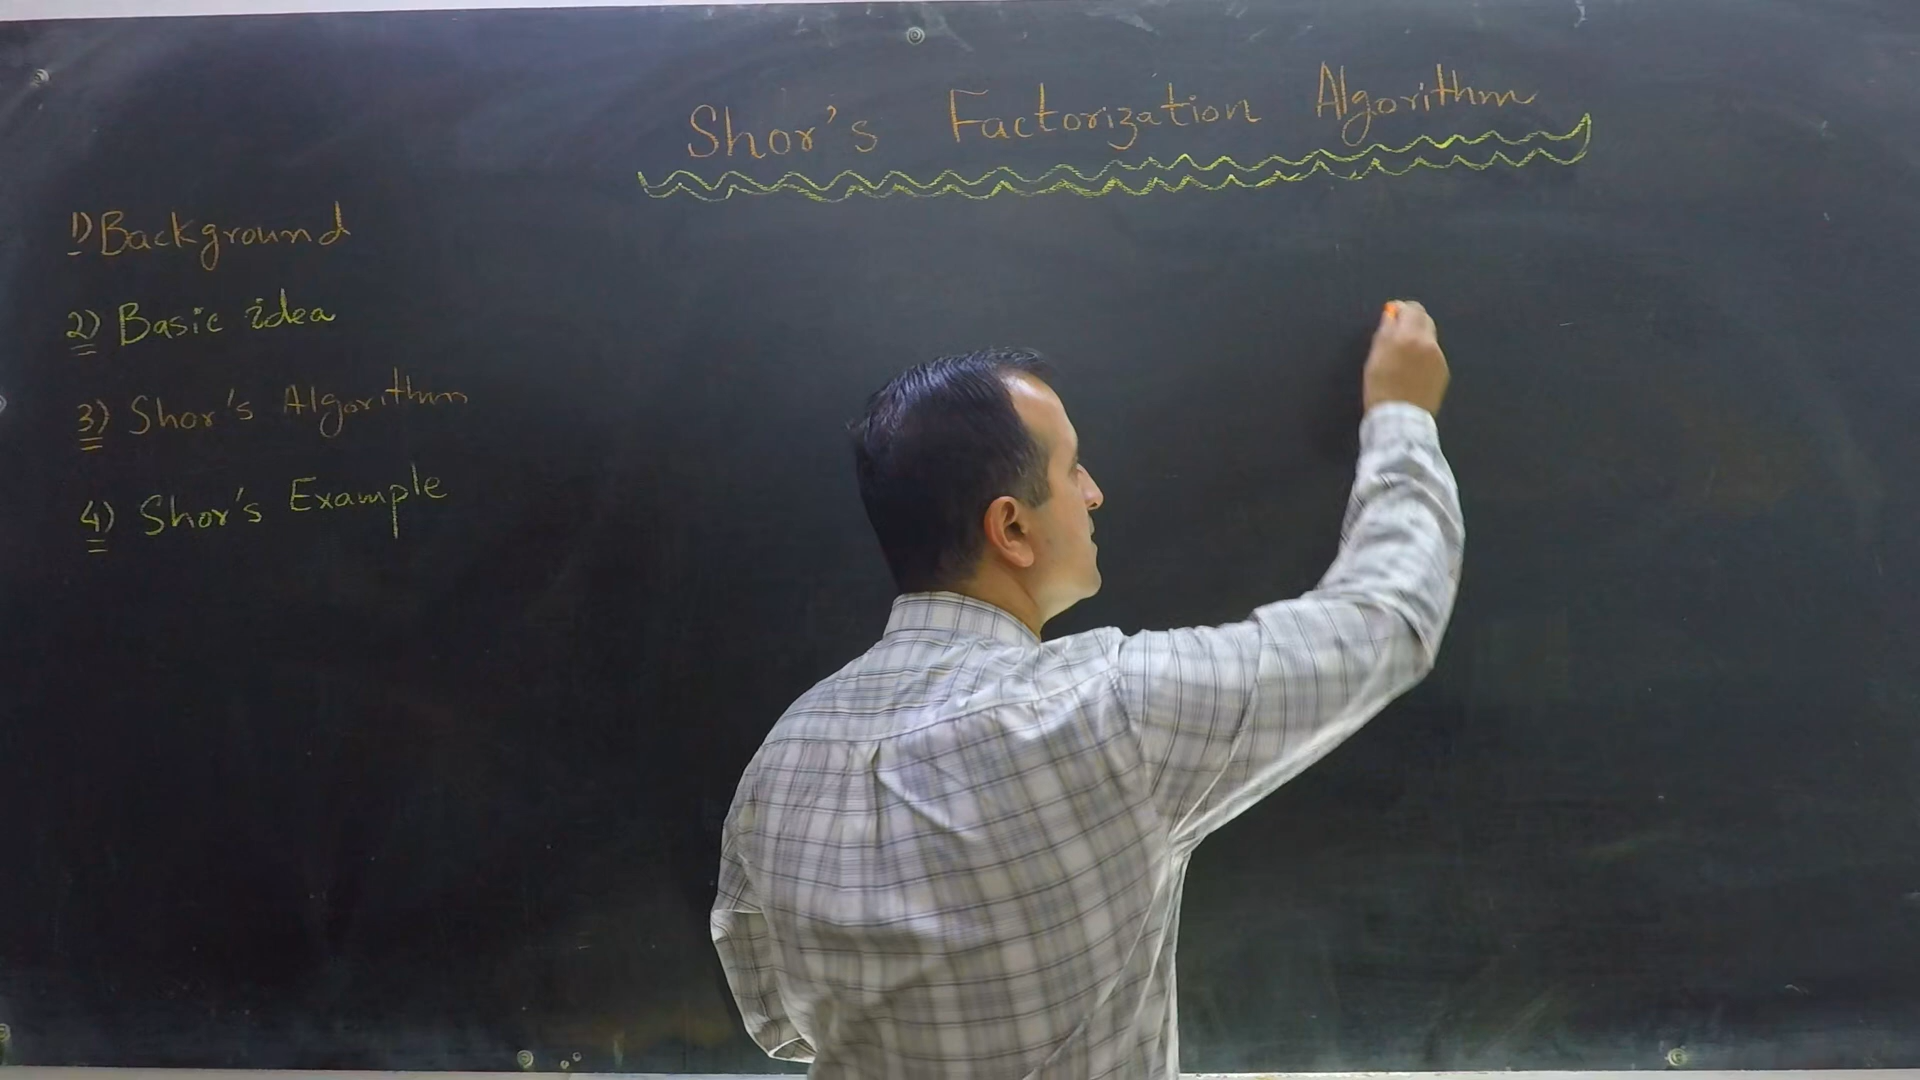 Shor's Factorization Algorithm
1) Background
2) Basic idea
3) Shor's Algorithm
4) Shor's Example